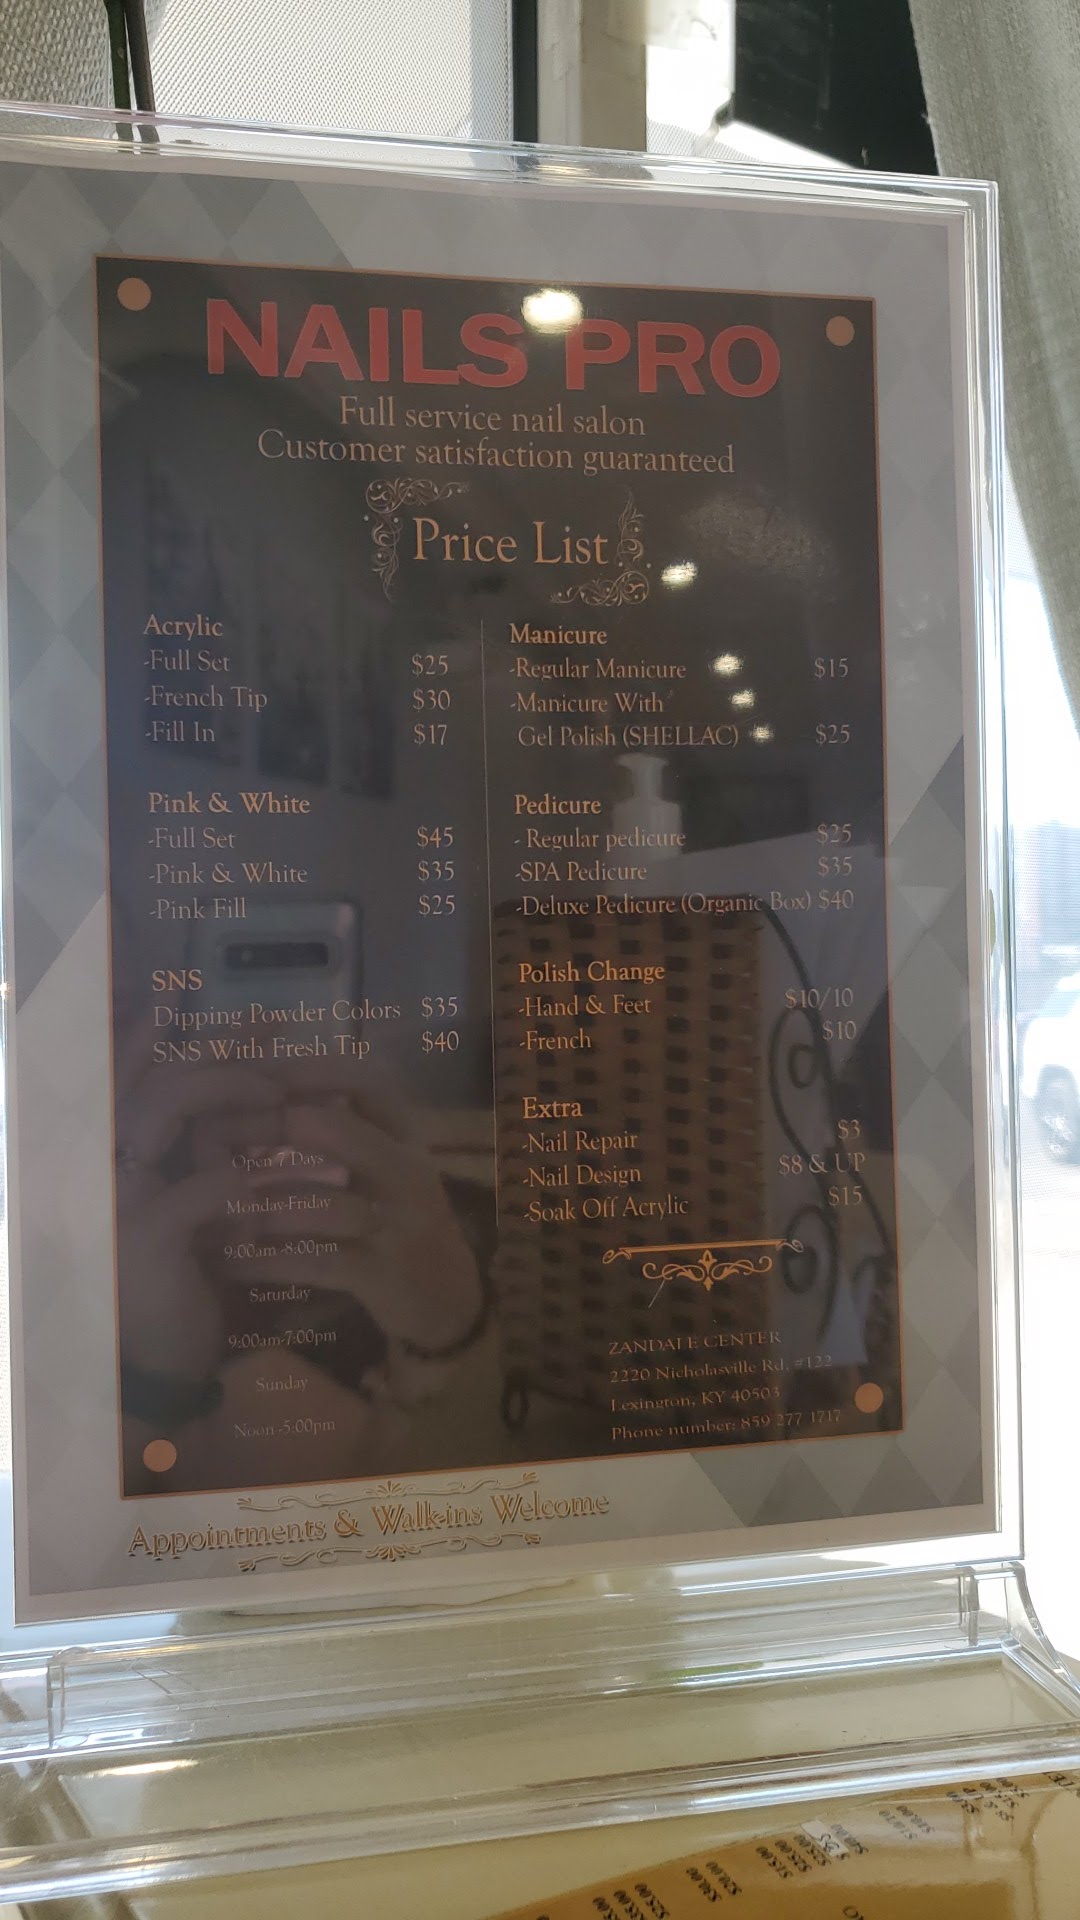 NAILS PRO
Full service nail salon
Customer satisfaction guaranteed
Price List
Acrylic
-Full Set $25
-French Tip $30
-Fill In $17
Pink & White
-Full Set $45
-Pink & White $35
-Pink Fill $25
SNS
Dipping Powder Colors $35
SNS With Fresh Tip $40
Open 7 Days
Monday-Friday
9:00am -8:00pm
Saturday
9:00am-7:00pm
Sunday
Noon -5:00pm
Manicure
-Regular Manicure $15
-Manicure With
Gel Polish (SHELLAC) $25
Pedicure
- Regular pedicure $25
-SPA Pedicure $35
-Deluxe Pedicure (Organic Box) $40
Polish Change
-Hand & Feet $10/10
-French $10
Extra
-Nail Repair $3
-Nail Design $8 & UP
-Soak Off Acrylic $15
ZANDALE CENTER
2220 Nicholasville Rd, #122
Lexington, KY 40503
Phone number: 859 277 1717
Appointments & Walk-ins Welcome